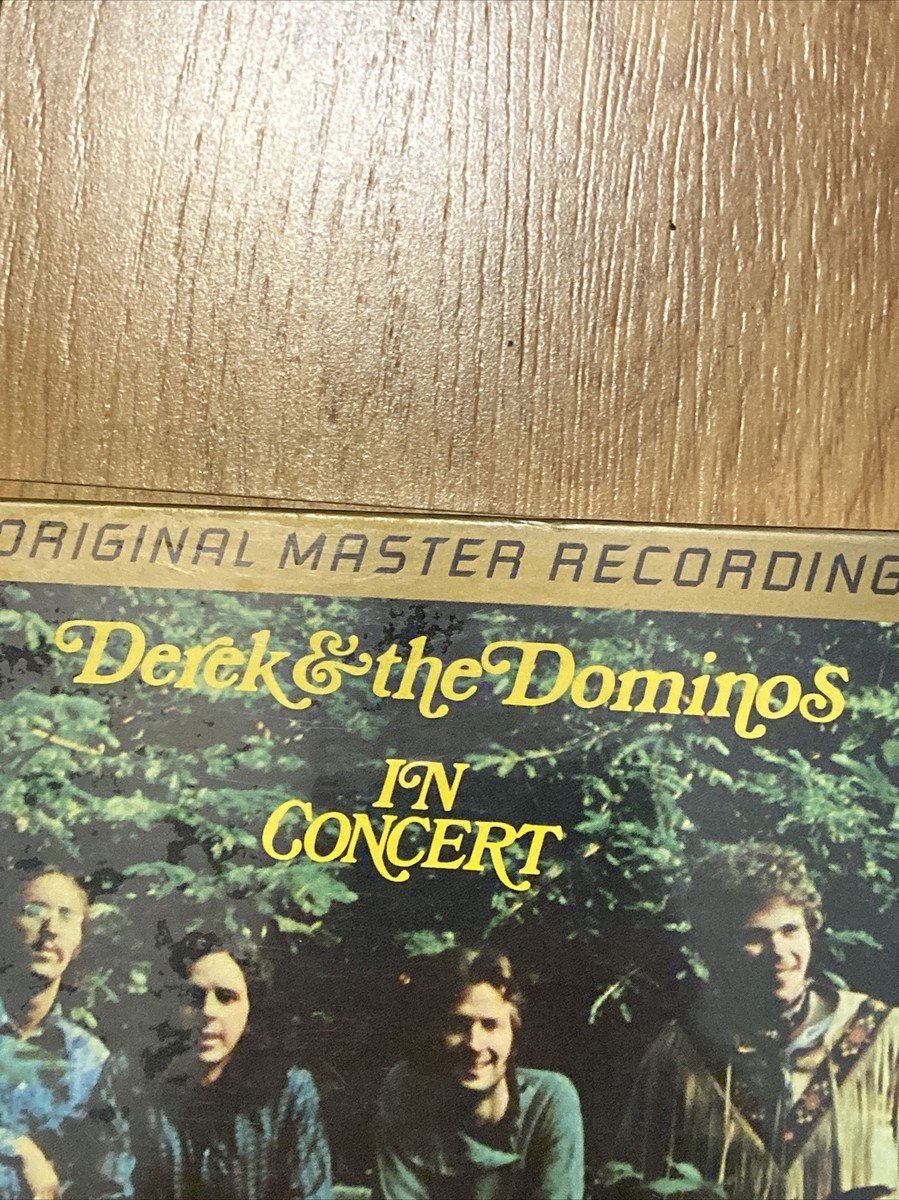 ORIGINAL MASTER RECORDING
Derek & the Dominos
IN
CONCERT